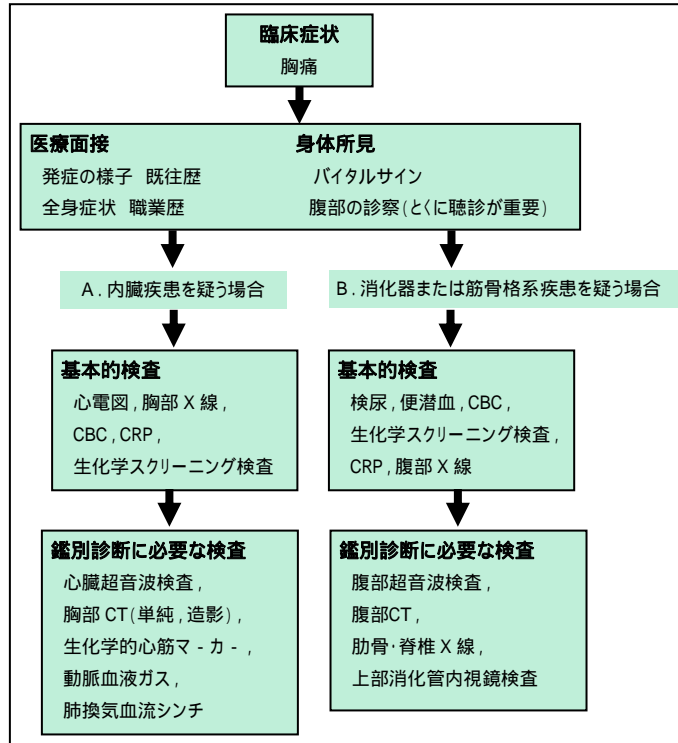 臨床症状
胸痛
医療面接
発症の様子 既往歴
全身症状 職業歴
身体所見
バイタルサイン
腹部の診察(とくに聴診が重要)
A．内臓疾患を疑う場合
B．消化器または筋骨格系疾患を疑う場合
基本的検査
心電図，胸部 X 線，
CBC，CRP，
生化学スクリーニング検査
基本的検査
検尿，便潜血，CBC，
生化学スクリーニング検査，
CRP，腹部 X 線
鑑別診断に必要な検査
心臓超音波検査，
胸部 CT(単純，造影)，
生化学的心筋マ - カ -，
動脈血液ガス，
肺換気血流シンチ
鑑別診断に必要な検査
腹部超音波検査，
腹部CT，
肋骨・脊椎 X 線，
上部消化管内視鏡検査